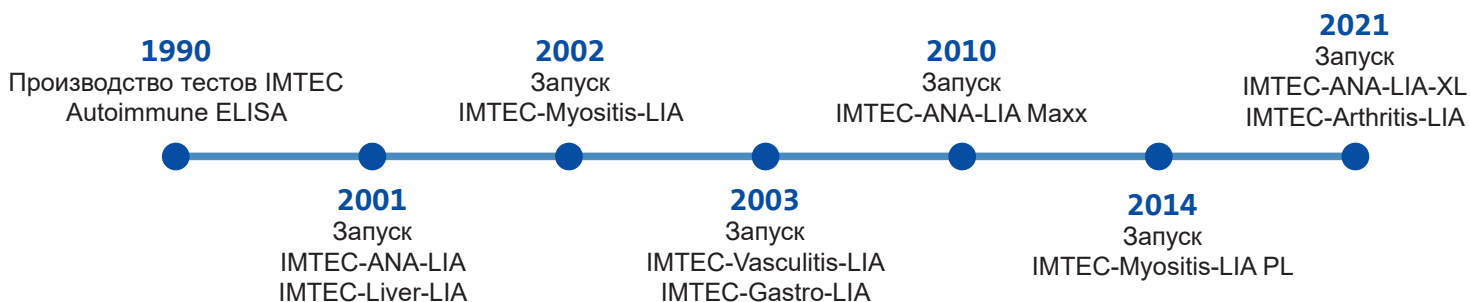 1990
Производство тестов IMTEC
Autoimmune ELISA
2001
Запуск
IMTEC-ANA-LIA
IMTEC-Liver-LIA
2002
Запуск
IMTEC-Myositis-LIA
2003
Запуск
IMTEC-Vasculitis-LIA
IMTEC-Gastro-LIA
2010
Запуск
IMTEC-ANA-LIA Maxx
2014
Запуск
IMTEC-Myositis-LIA PL
2021
Запуск
IMTEC-ANA-LIA-XL
IMTEC-Arthritis-LIA